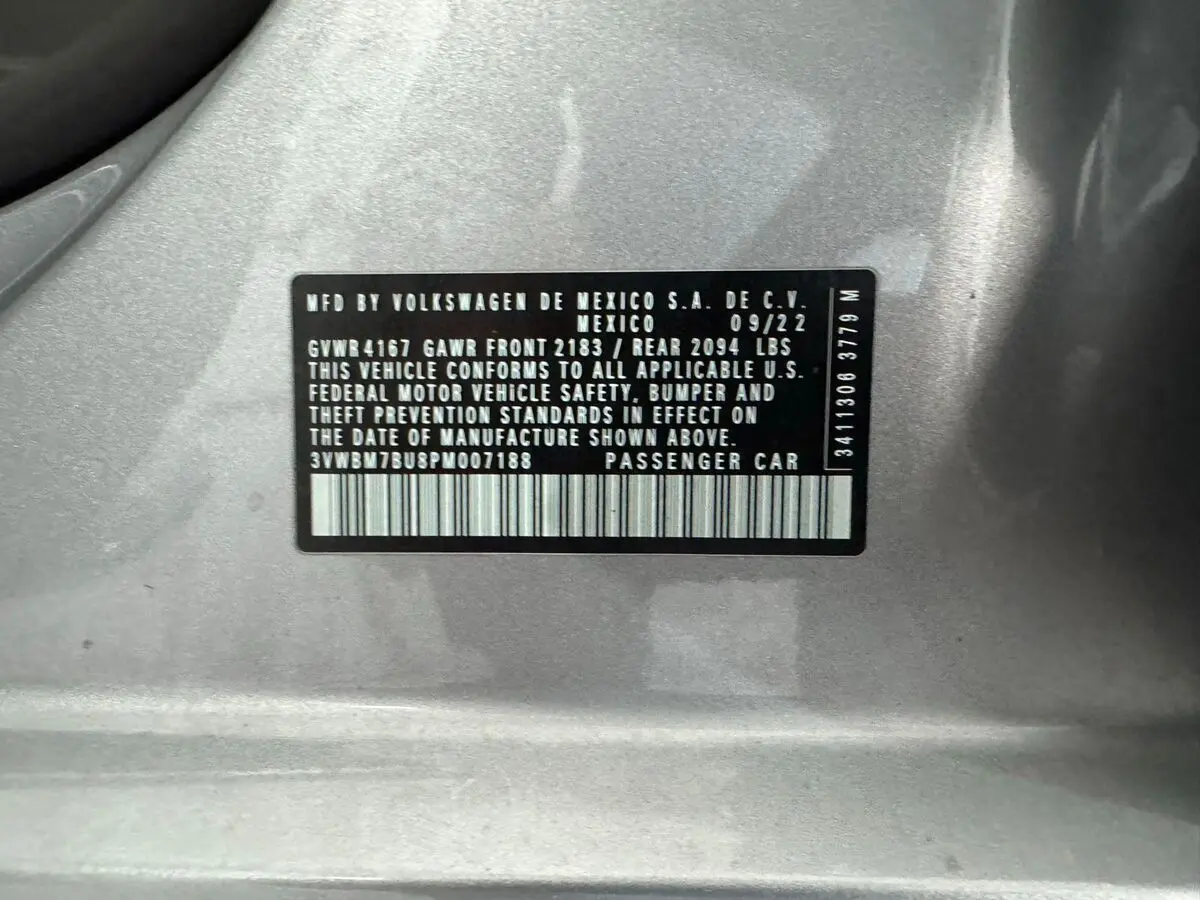 MFD BY VOLKSWAGEN DE MEXICO S.A. DE C.V.
MEXICO 09/22
GVWR 4167 GAWR FRONT 2183 / REAR 2094 LBS
THIS VEHICLE CONFORMS TO ALL APPLICABLE U.S.
FEDERAL MOTOR VEHICLE SAFETY, BUMPER AND
THEFT PREVENTION STANDARDS IN EFFECT ON
THE DATE OF MANUFACTURE SHOWN ABOVE.
3VWBM7BU8PM007188 PASSENGER CAR
3411306 3779 M